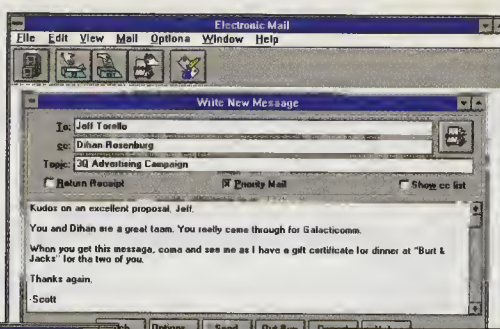 Electronic Mail
File Edit View Mail Options Window Help
Write New Message
To: Jeff Torello
cc: Dihan Rosenburg
Topic: 3Q Advertising Campaign
Return Receipt Priority Mail Show cc list
Kudos on an excellent proposal, Jeff.
You and Dihan are a great team. You really came through for Galacticomm.
When you get this message, come and see me as I have a gift certificate for dinner at "Burt &
Jacks" for the two of you.
Thanks again,
-Scott
Options Send